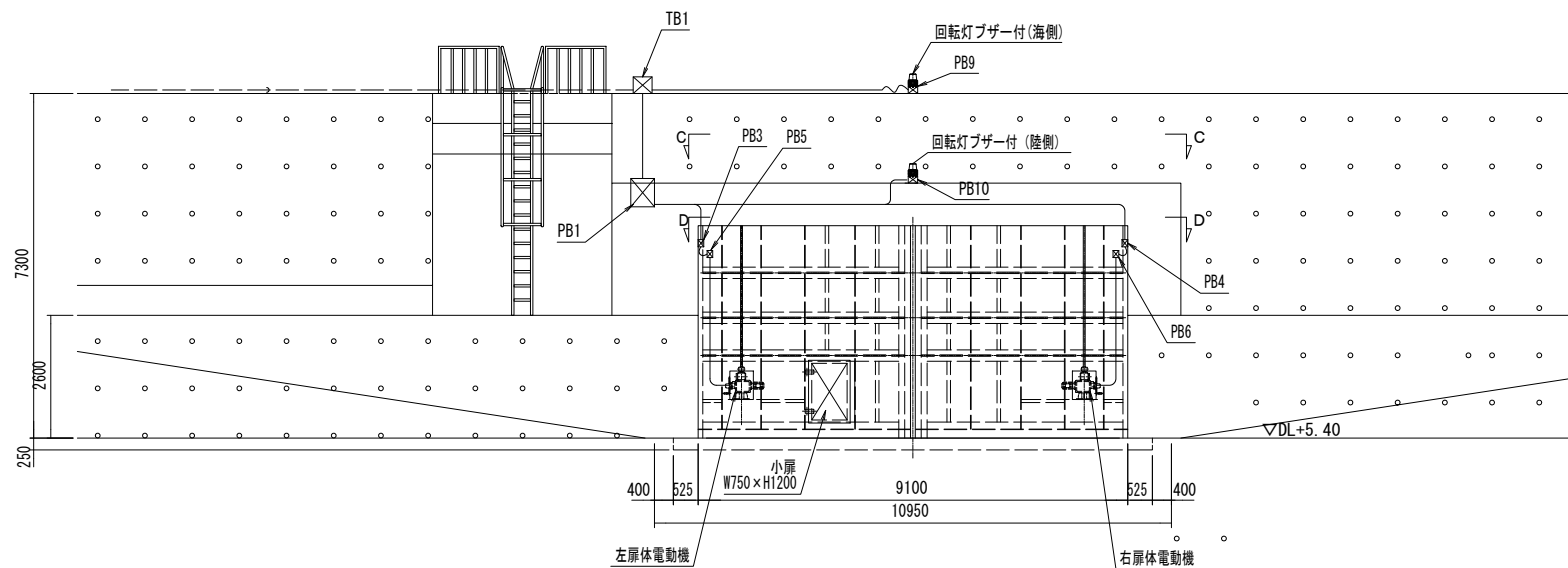 TB1
回転灯ブザー付(海側)
PB9
C
PB3
PB5
回転灯ブザー付 (陸側)
C
PB10
D
PB1
D
7300
PB4
PB6
2600
▽DL+5.40
250
小扉
W750×H1200
400
525
9100
525
400
10950
左扉体電動機
右扉体電動機